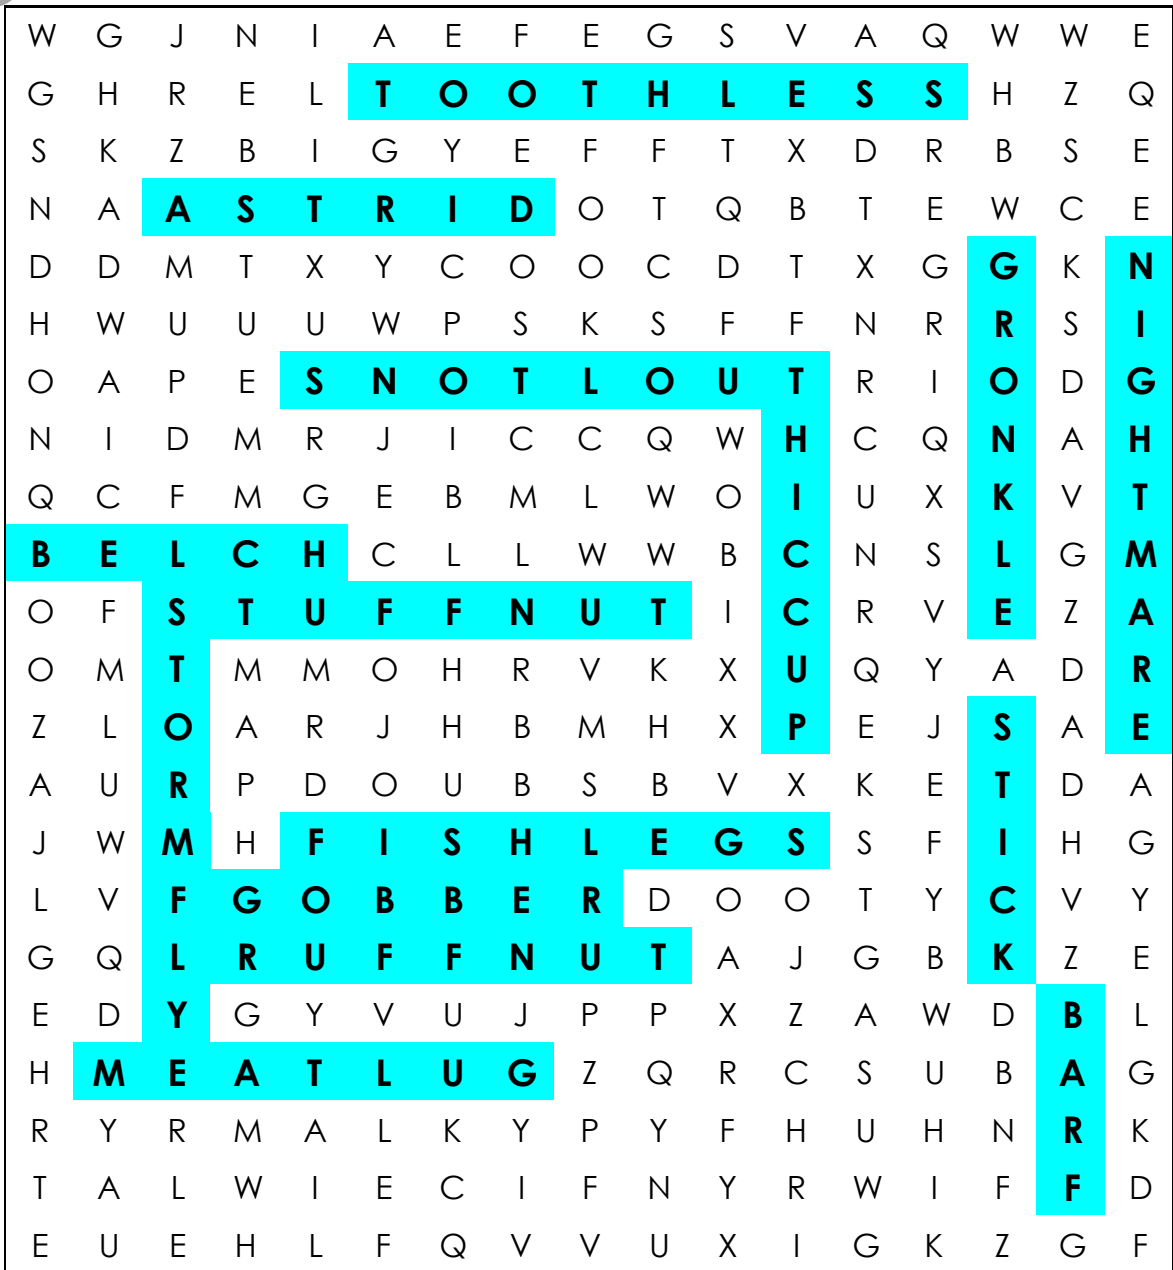 W G J N I A E F E G S V A Q W W E
G H R E L T O O T H L E S S H Z Q
S K Z B I G Y E F F T X D R B S E
N A A S T R I D O T Q B T E W C E
D D M T X Y C O O C D T X G G K N
H W U U U W P S K S F F N R R S I
O A P E S N O T L O U T R I O D G
N I D M R J I C C Q W H C Q N A H
Q C F M G E B M L W O I U X K V T
B E L C H C L L W W B C N S L G M
O F S T U F F N U T I C R V E Z A
O M T M M O H R V K X U Q Y A D R
Z L O A R J H B M H X P E J S A E
A U R P D O U B S B V X K E T D A
J W M H F I S H L E G S S F I H G
L V F G O B B E R D O O T Y C V Y
G Q L R U F F N U T A J G B K Z E
E D Y G Y V U J P P X Z A W D B L
H M E A T L U G Z Q R C S U B A G
R Y R M A L K Y P Y F H U H N R K
T A L W I E C I F N Y R W I F F D
E U E H L F Q V V U X I G K Z G F